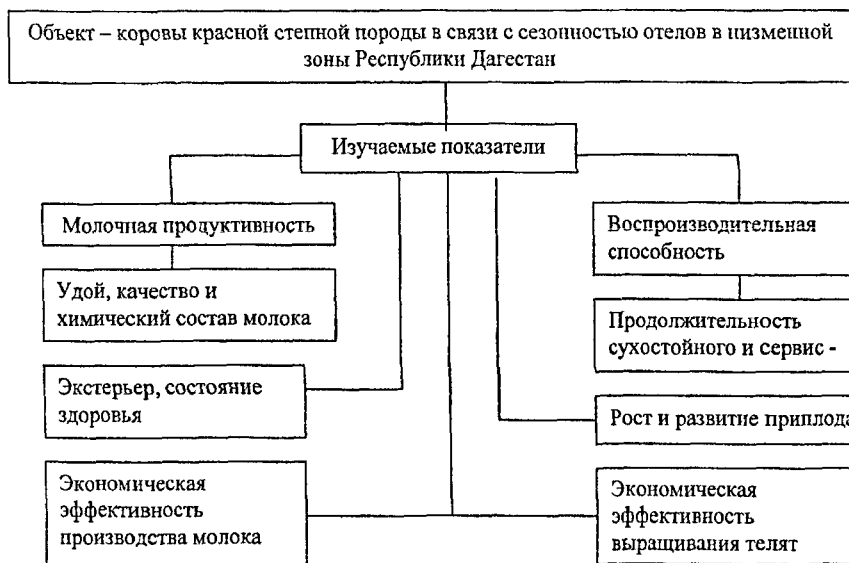 Объект – коровы красной степной породы в связи с сезонностью отелов в низменной
зоны Республики Дагестан
Изучаемые показатели
Молочная продуктивность
Воспроизводительная
способность
Удой, качество и
химический состав молока
Продолжительность
сухостойного и сервис -
Экстерьер, состояние
здоровья
Рост и развитие приплода
Экономическая
эффективность
производства молока
Экономическая
эффективность
выращивания телят